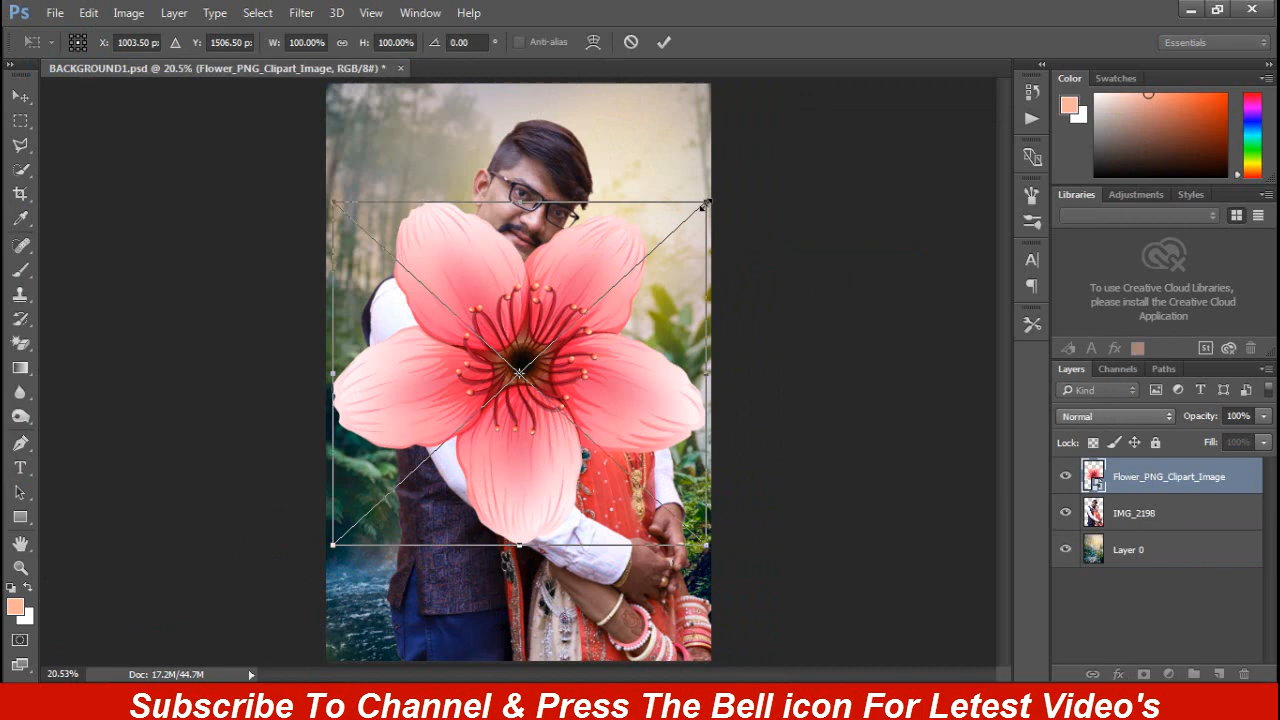 Ps File Edit Image Layer Type Select Filter 3D View Window Help
X: 1003.50 p: Y: 1506.50 p: W: 100.00% H: 100.00% 0.00 ° Anti-alias Essentials
BACKGROUND1.psd @ 20.5% (Flower_PNG_Clipart_Image, RGB/8#) * ×
Color Swatches
Libraries Adjustments Styles
To use Creative Cloud Libraries,
please install the Creative Cloud
Application
St
Layers Channels Paths
Kind
Normal Opacity: 100%
Lock: Fill: 100%
Flower_PNG_Clipart_Image
IMG_2198
Layer 0
20.53% Doc: 17.2M/44.7M
Subscribe To Channel & Press The Bell icon For Letest Video's